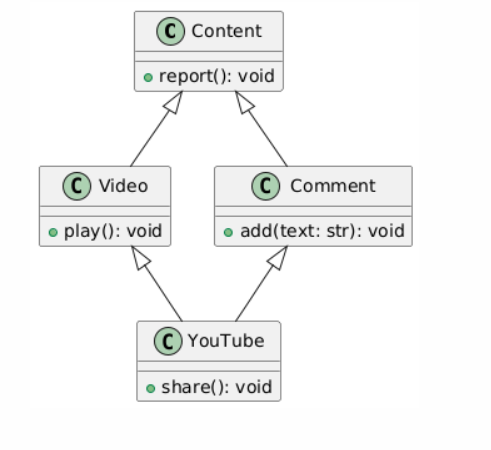 C Content
report(): void
C Video
C Comment
play(): void
add(text: str): void
C YouTube
share(): void